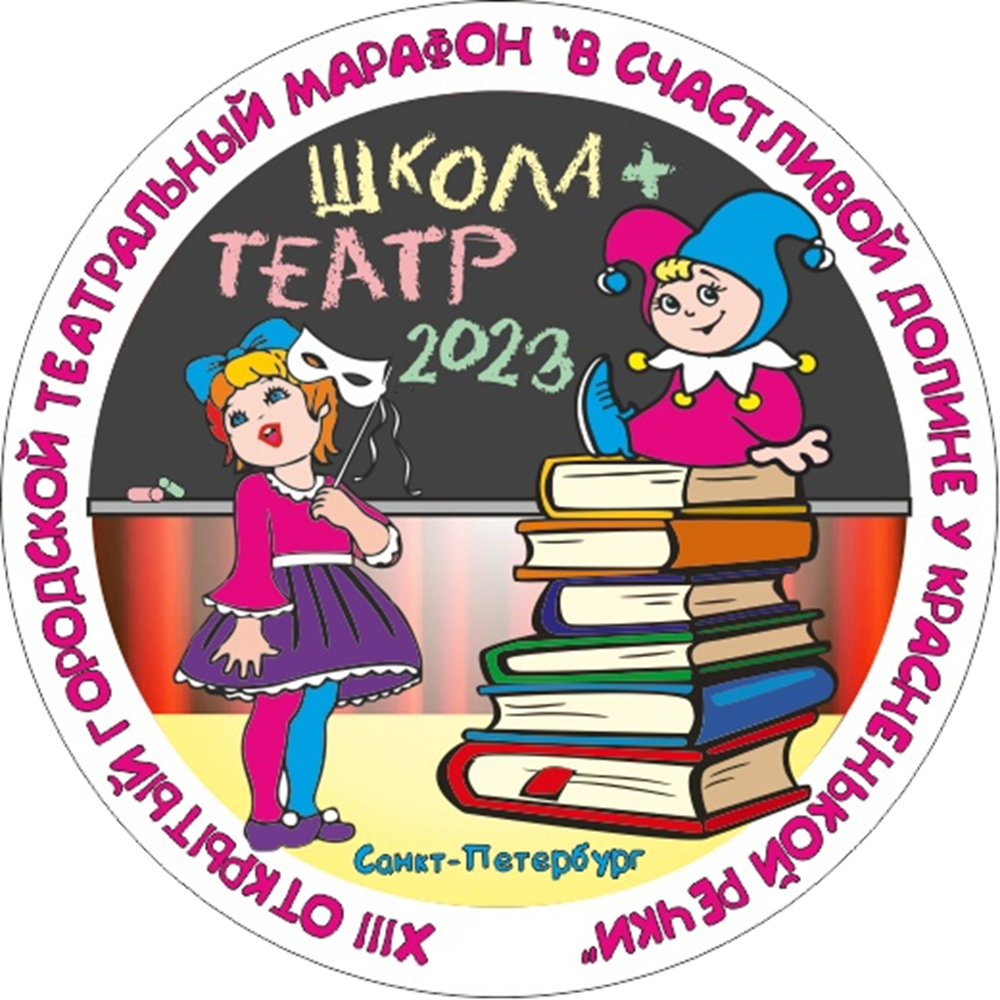 XIII ОТКРЫТЫЙ ГОРОДСКОЙ ТЕАТРАЛЬНЫЙ МАРАФОН "В СЧАСТЛИВОЙ ДОЛИНЕ У КРАСНЕНЬКОЙ РЕЧКИ"
ШКОЛА +
ТЕАТР
2023
Санкт-Петербург